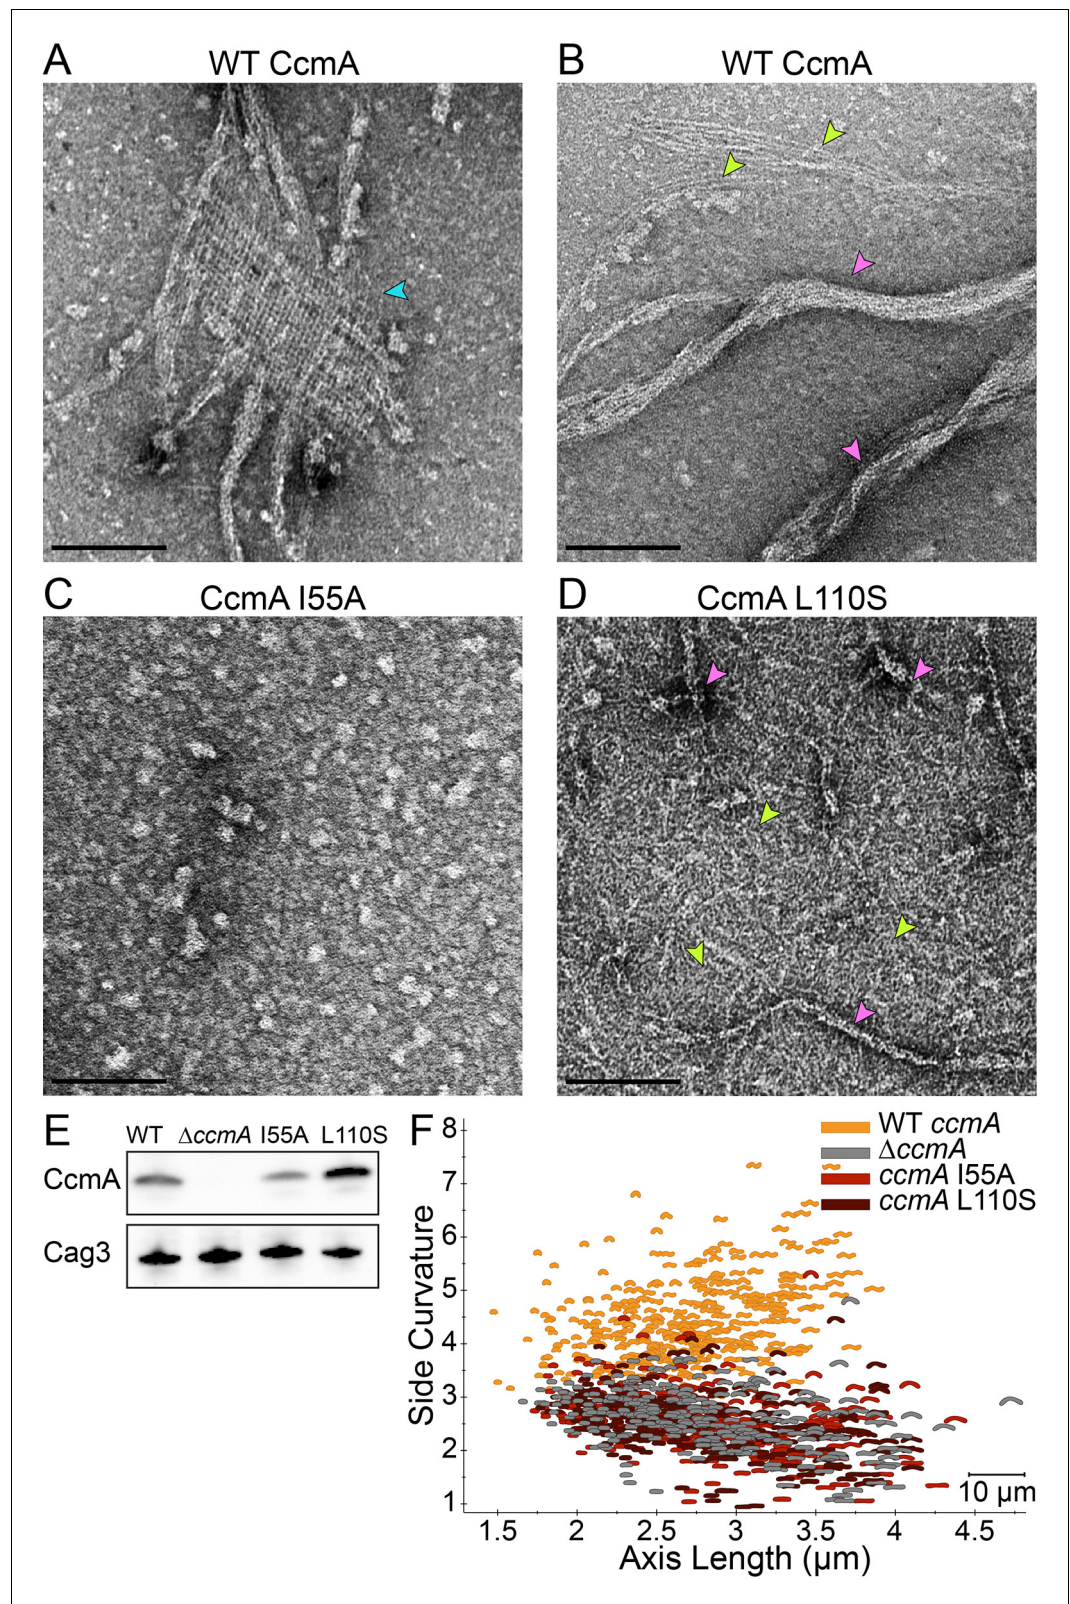 A
WT CcmA
B
WT CcmA
C
CcmA I55A
D
CcmA L110S
E
WT ΔccmA I55A L110S
CcmA
Cag3
F
WT ccmA
ΔccmA
ccmA I55A
ccmA L110S
Side Curvature
8
7
6
5
4
3
2
1
10 µm
1.5 2 2.5 3 3.5 4 4.5
Axis Length (µm)